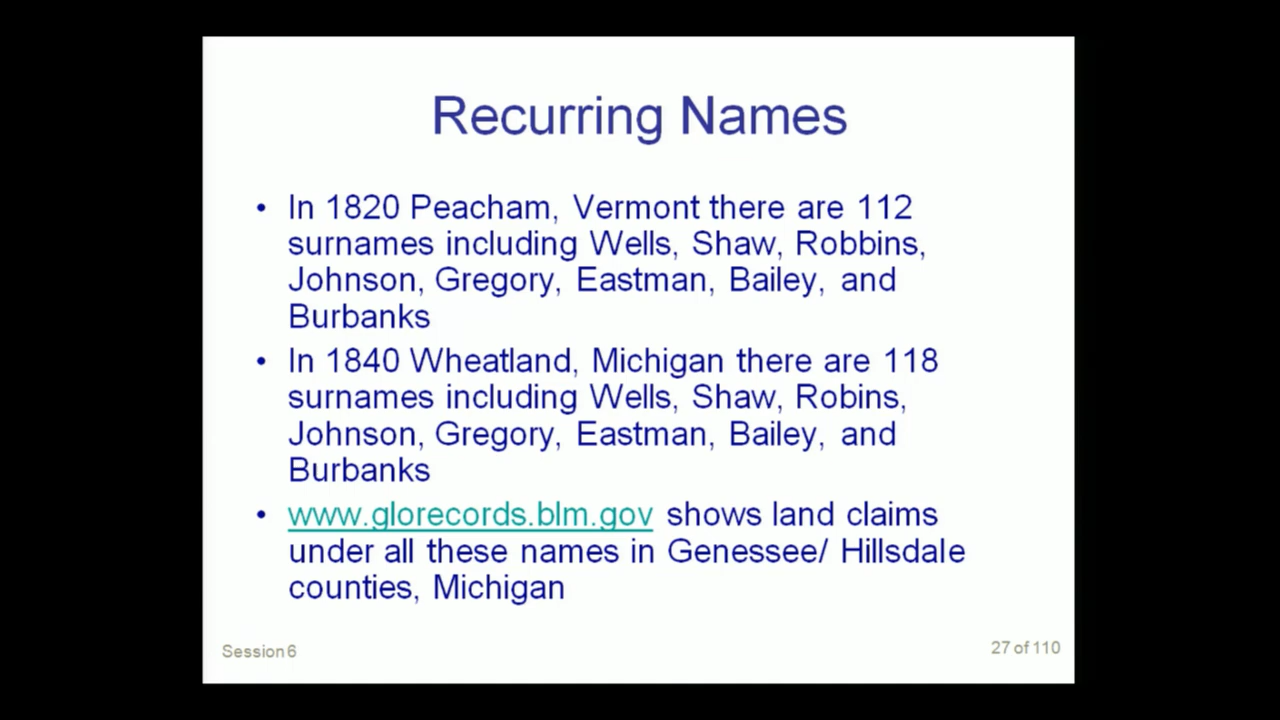 Recurring Names
• In 1820 Peacham, Vermont there are 112
surnames including Wells, Shaw, Robbins,
Johnson, Gregory, Eastman, Bailey, and
Burbanks
• In 1840 Wheatland, Michigan there are 118
surnames including Wells, Shaw, Robins,
Johnson, Gregory, Eastman, Bailey, and
Burbanks
• www.glorecords.blm.gov shows land claims
under all these names in Genessee/ Hillsdale
counties, Michigan
Session 6
27 of 110